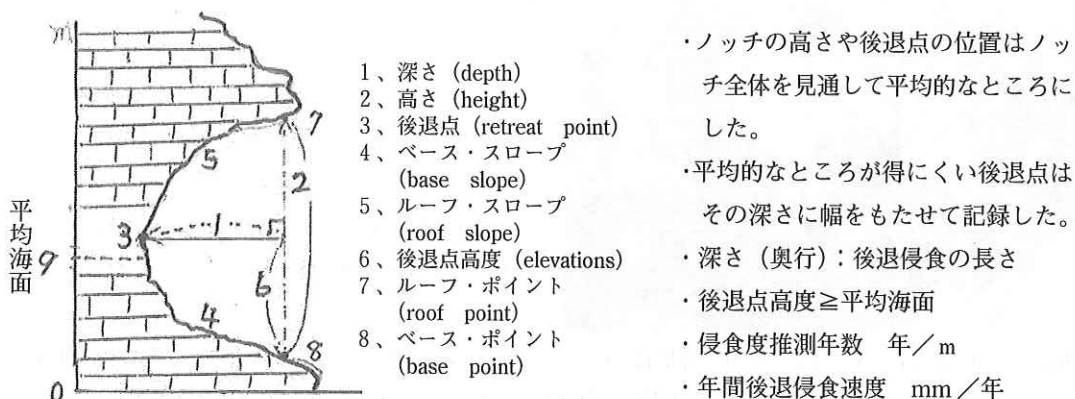 m
7
5
2
3
1
平均海面
9
6
4
8
0
1、深さ (depth)
2、高さ (height)
3、後退点 (retreat point)
4、ベース・スロープ
(base slope)
5、ルーフ・スロープ
(roof slope)
6、後退点高度 (elevations)
7、ルーフ・ポイント
(roof point)
8、ベース・ポイント
(base point)
・ノッチの高さや後退点の位置はノッ
チ全体を見通して平均的なところに
した。
・平均的なところが得にくい後退点は
その深さに幅をもたせて記録した。
・深さ（奥行）：後退侵食の長さ
・後退点高度≧平均海面
・侵食度推測年数 年／m
・年間後退侵食速度 mm／年